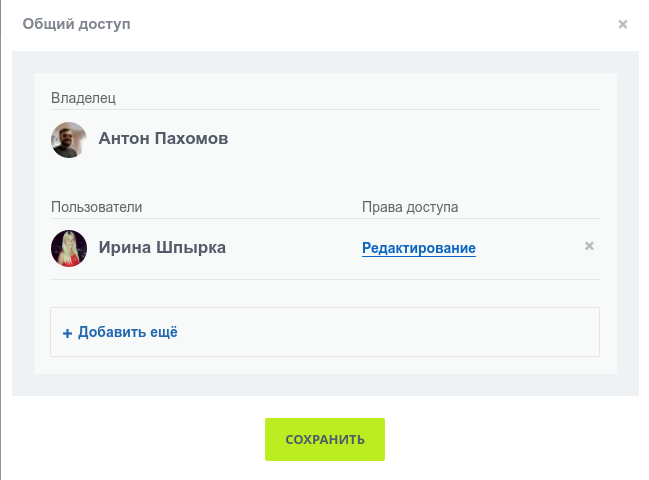 Общий доступ ×
Владелец
Антон Пахомов
Пользователи Права доступа
Ирина Шпырка Редактирование ×
+ Добавить ещё
СОХРАНИТЬ